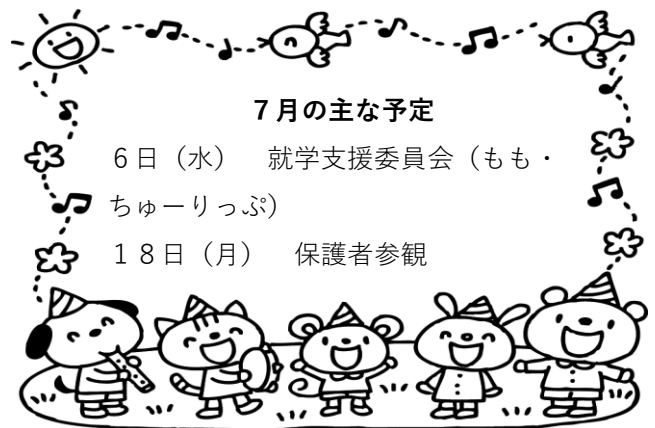 ７月の主な予定
６日（水）　就学支援委員会（もも・
ちゅーりっぷ）
１８日（月）　保護者参観